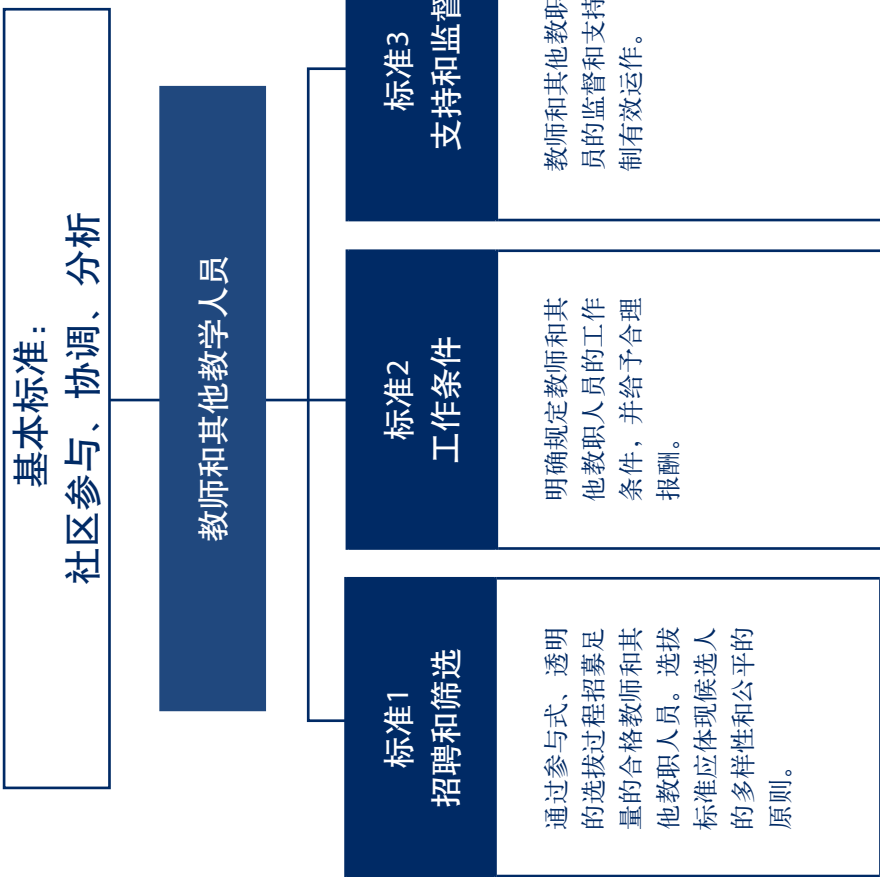 基本标准：
社区参与、协调、分析
教师和其他教学人员
标准1
招聘和筛选
通过参与式、透明
的选拔过程招募足
量的合格教师和其
他教职人员。选拔
标准应体现候选人
的多样性和公平的
原则。
标准2
工作条件
明确规定教师和其
他教职人员的工作
条件，并给予合理
报酬。
标准3
支持和监督
教师和其他教职
员的监督和支持
制有效运作。